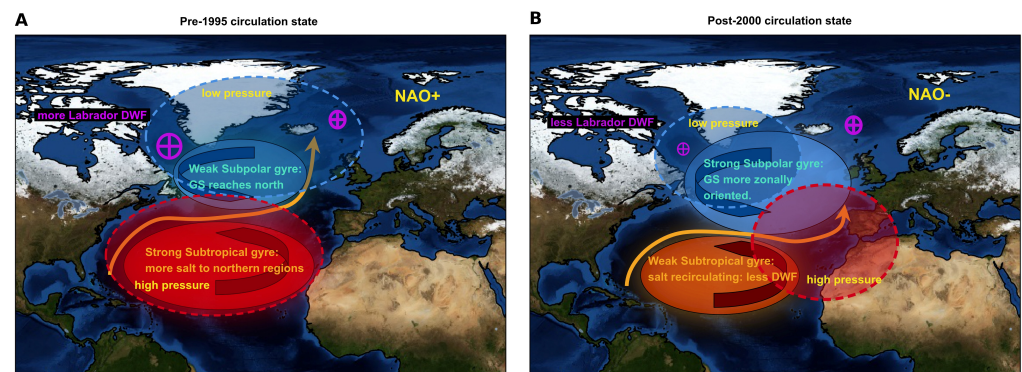 A
Pre-1995 circulation state
low pressure
NAO+
more Labrador DWF
Weak Subpolar gyre:
GS reaches north
Strong Subtropical gyre:
more salt to northern regions
high pressure
B
Post-2000 circulation state
NAO-
less Labrador DWF
low pressure
Strong Subpolar gyre:
GS more zonally
oriented.
Weak Subtropical gyre:
salt recirculating: less DWF
high pressure